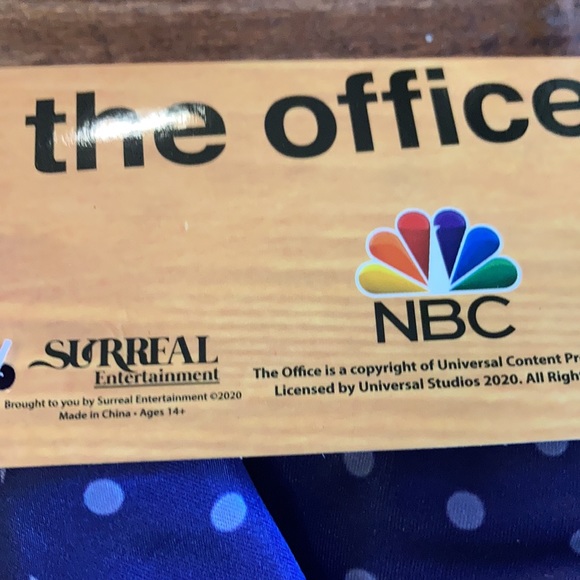 the office
NBC
SURREAL
Entertainment
Brought to you by Surreal Entertainment ©2020
Made in China • Ages 14+
The Office is a copyright of Universal Content
Licensed by Universal Studios 2020. All